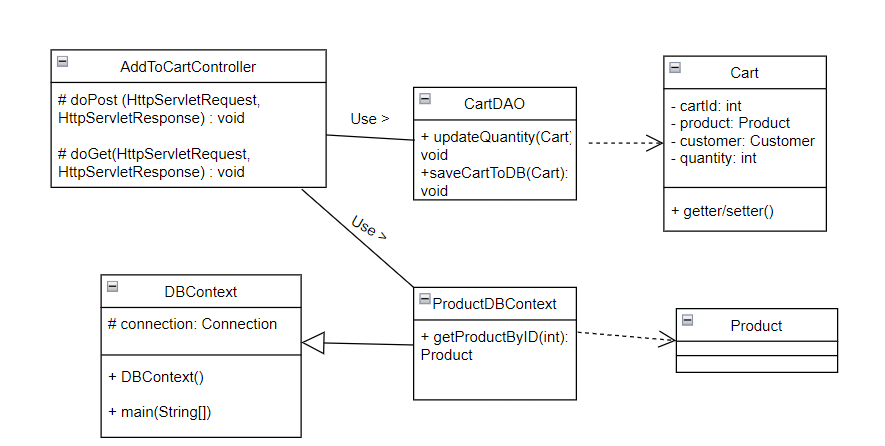 AddToCartController
# doPost (HttpServletRequest,
HttpServletResponse) : void
# doGet(HttpServletRequest,
HttpServletResponse) : void
Use >
CartDAO
+ updateQuantity(Cart)
void
+saveCartToDB(Cart):
void
Cart
- cartId: int
- product: Product
- customer: Customer
- quantity: int
+ getter/setter()
Use >
DBContext
# connection: Connection
+ DBContext()
+ main(String[])
ProductDBContext
+ getProductByID(int):
Product
Product